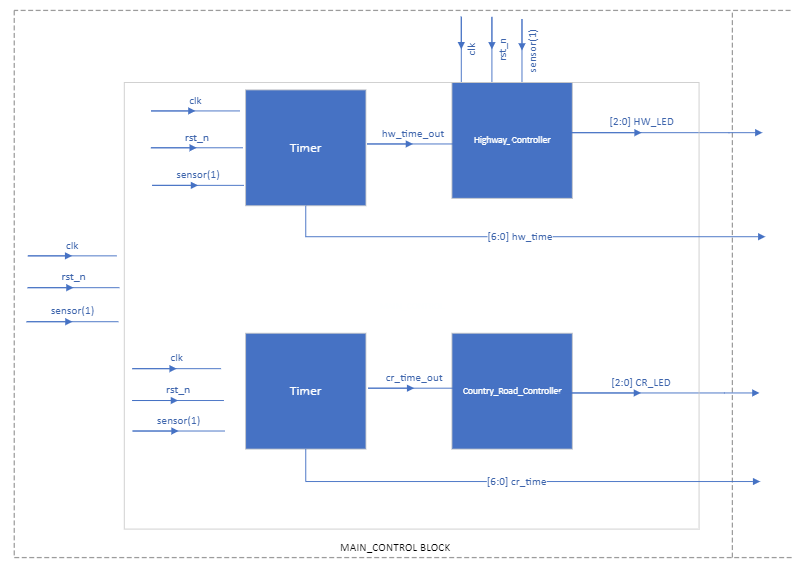 clk
rst_n
sensor(1)
clk
rst_n
sensor(1)
Timer
hw_time_out
Highway_Controller
[2:0] HW_LED
[6:0] hw_time
clk
rst_n
sensor(1)
clk
rst_n
sensor(1)
Timer
cr_time_out
Country_Road_Controller
[2:0] CR_LED
[6:0] cr_time
MAIN_CONTROL BLOCK